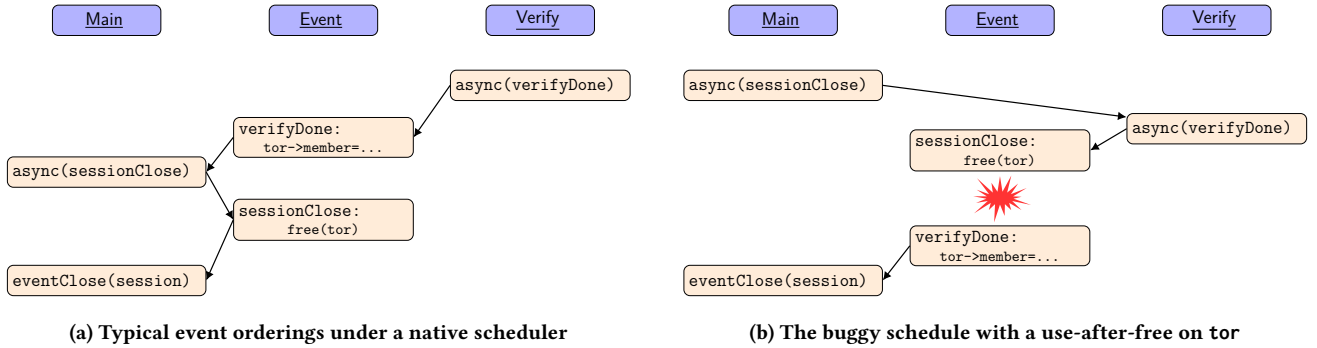 Main
Event
Verify
async(verifyDone)
verifyDone:
tor->member=...
async(sessionClose)
sessionClose:
free(tor)
eventClose(session)
(a) Typical event orderings under a native scheduler
Main
Event
Verify
async(sessionClose)
async(verifyDone)
sessionClose:
free(tor)
verifyDone:
tor->member=...
eventClose(session)
(b) The buggy schedule with a use-after-free on tor